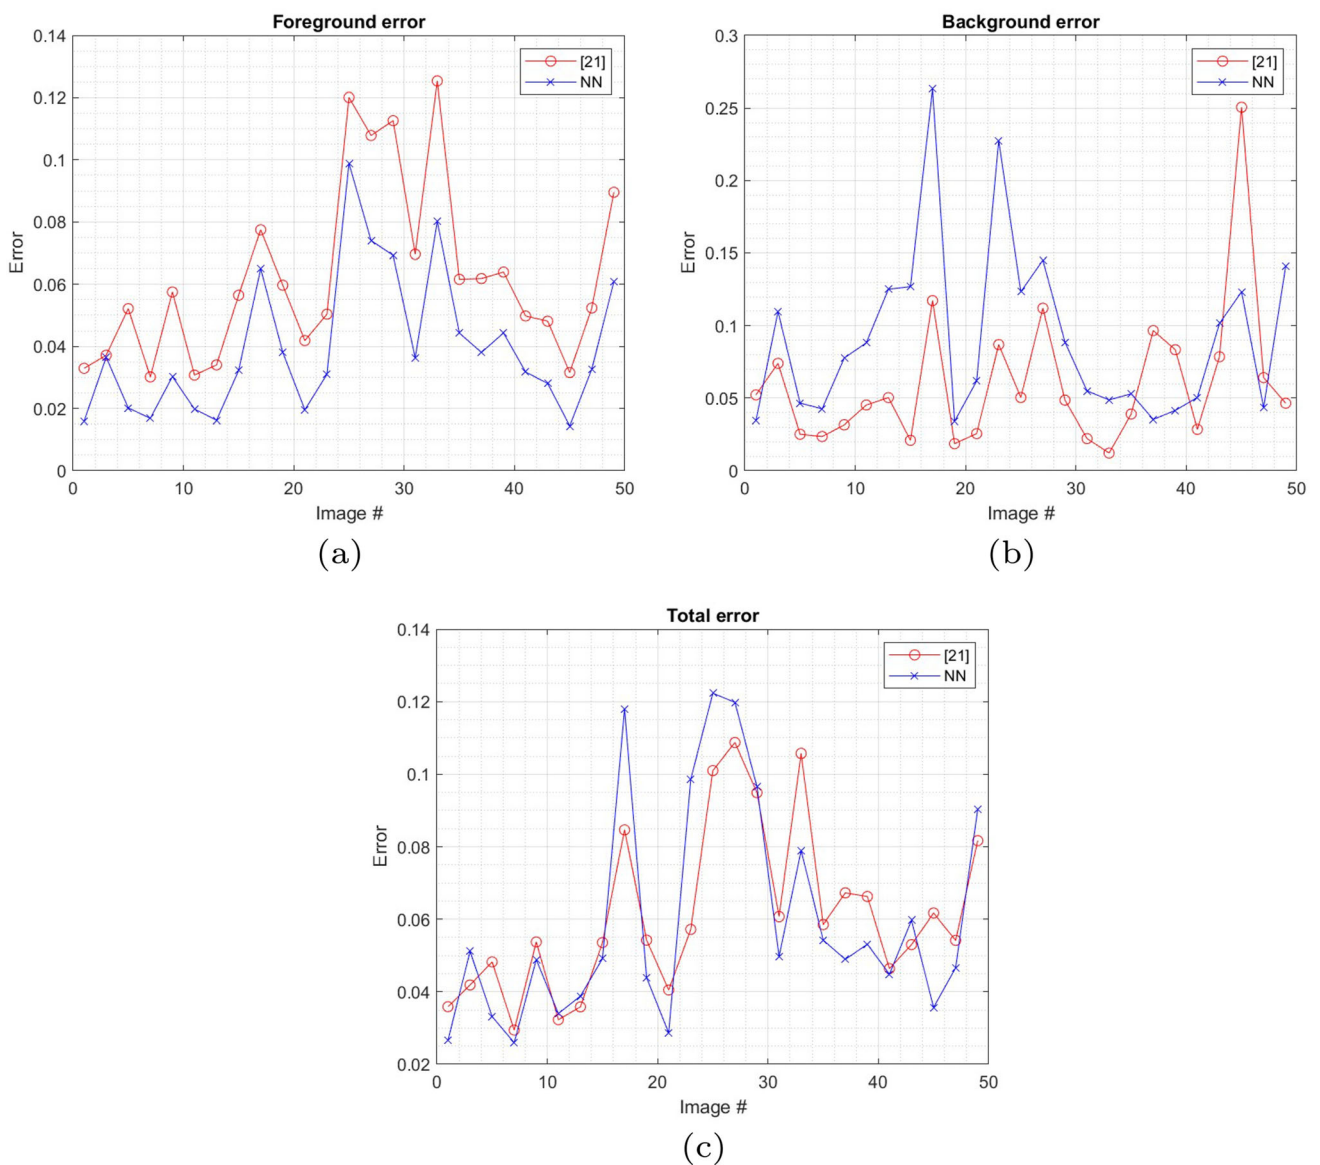 Foreground error
0.14
0.12
0.1
0.08
0.06
0.04
0.02
0
Error
[21]
NN
0 10 20 30 40 50
Image #
(a)
Background error
0.3
0.25
0.2
0.15
0.1
0.05
0
Error
[21]
NN
0 10 20 30 40 50
Image #
(b)
Total error
0.14
0.12
0.1
0.08
0.06
0.04
0.02
Error
[21]
NN
0 10 20 30 40 50
Image #
(c)